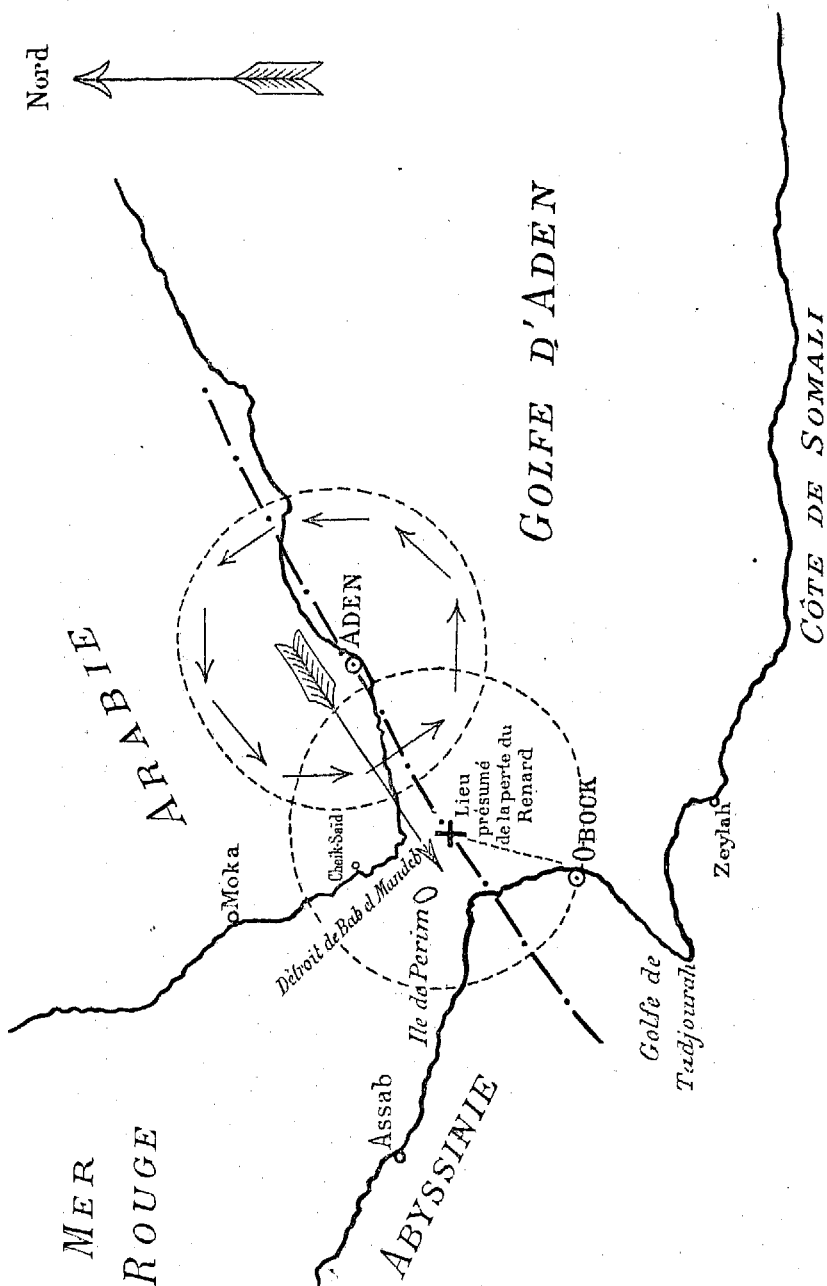 Nord
MER
ROUGE
ARABIE
Moka
Cheik-Saïd
Détroit de Bab el Mandeb
Ile de Perim
Assab
ABYSSINIE
ADEN
GOLFE D'ADEN
Lieu
présumé
de la perte du
Renard
OBOCK
Golfe de
Tadjourah
Zeylah
CÔTE DE SOMALI